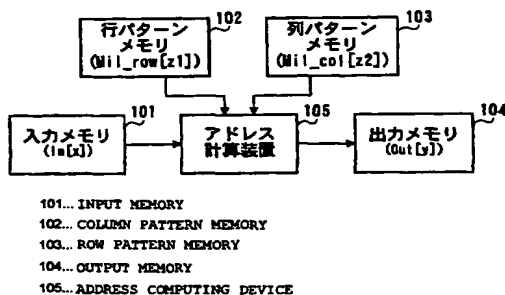 102
行パターン
メモリ
(Mil_row[z1])
103
列パターン
メモリ
(Mil_col[z2])
101
入力メモリ
(In[x])
105
アドレス
計算装置
104
出力メモリ
(Out[y])
101... INPUT MEMORY
102... COLUMN PATTERN MEMORY
103... ROW PATTERN MEMORY
104... OUTPUT MEMORY
105... ADDRESS COMPUTING DEVICE